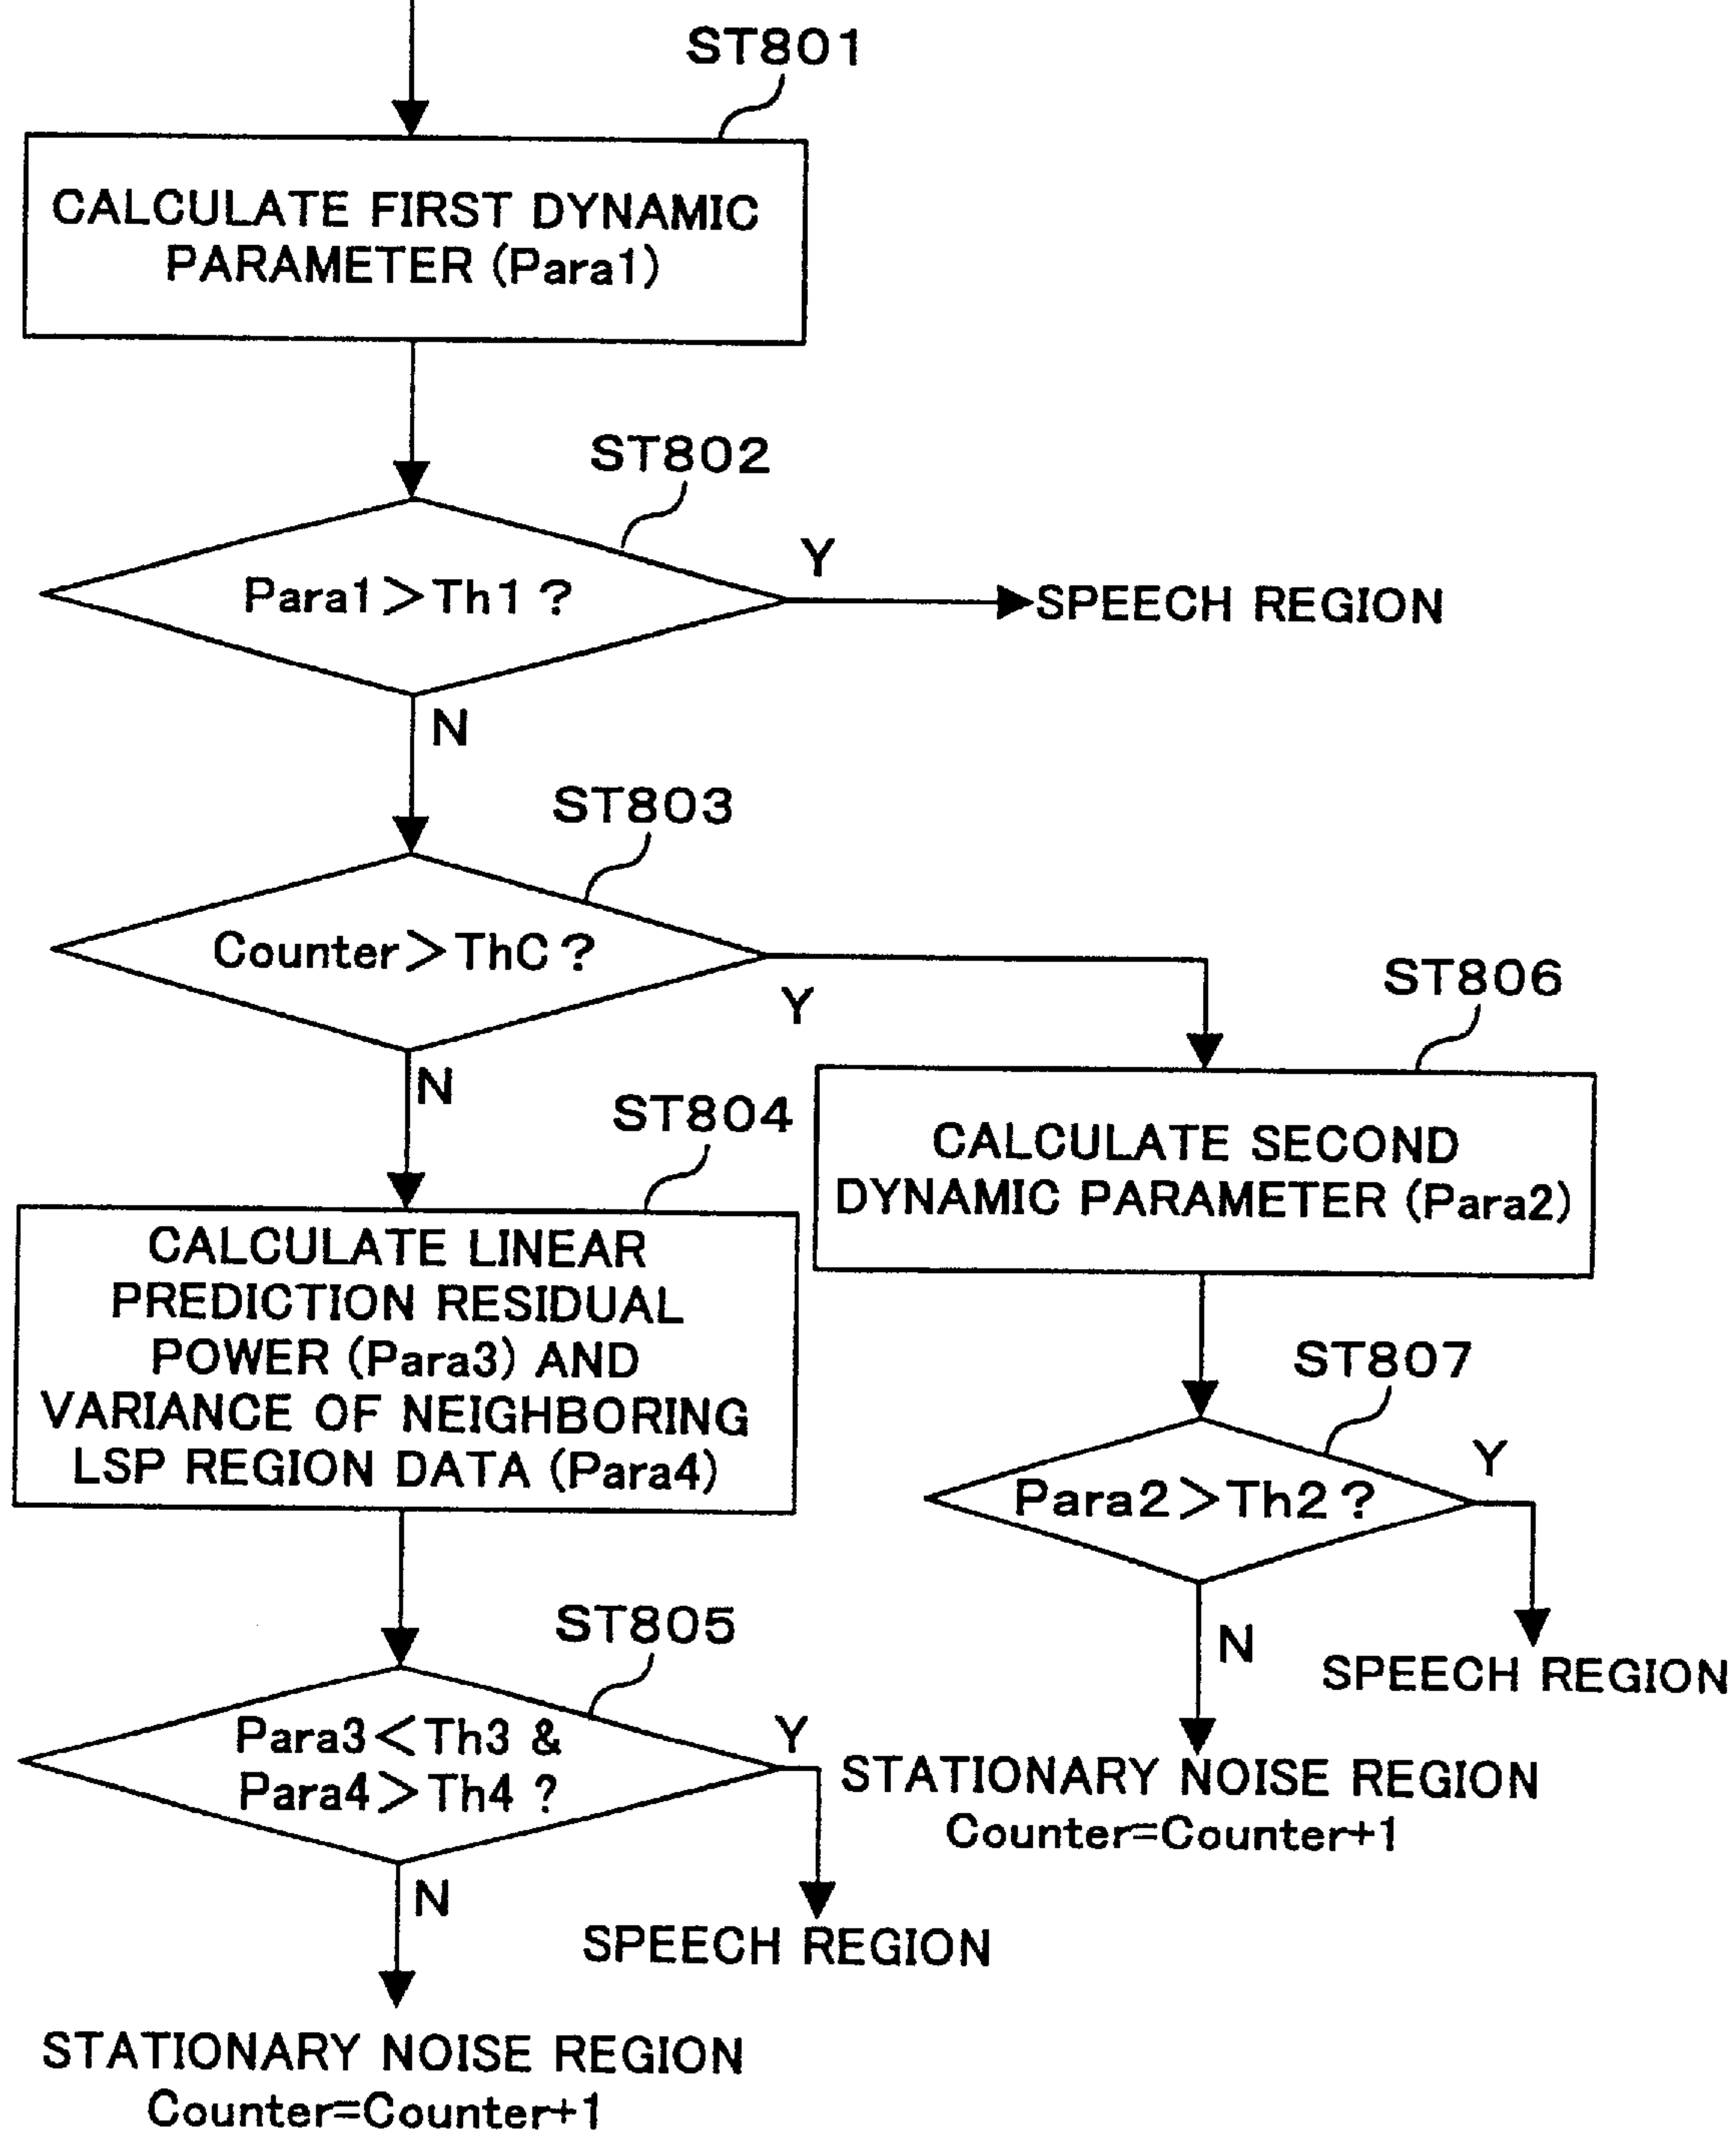 ST801
CALCULATE FIRST DYNAMIC
PARAMETER (Para1)
ST802
Para1>Th1?
Y
SPEECH REGION
N
ST803
Counter>ThC?
Y
N
ST806
CALCULATE SECOND
DYNAMIC PARAMETER (Para2)
ST804
CALCULATE LINEAR
PREDICTION RESIDUAL
POWER (Para3) AND
VARIANCE OF NEIGHBORING
LSP REGION DATA (Para4)
ST807
Para2>Th2?
Y
N
SPEECH REGION
STATIONARY NOISE REGION
Counter=Counter+1
ST805
Para3<Th3 &
Para4>Th4?
Y
N
SPEECH REGION
STATIONARY NOISE REGION
Counter=Counter+1